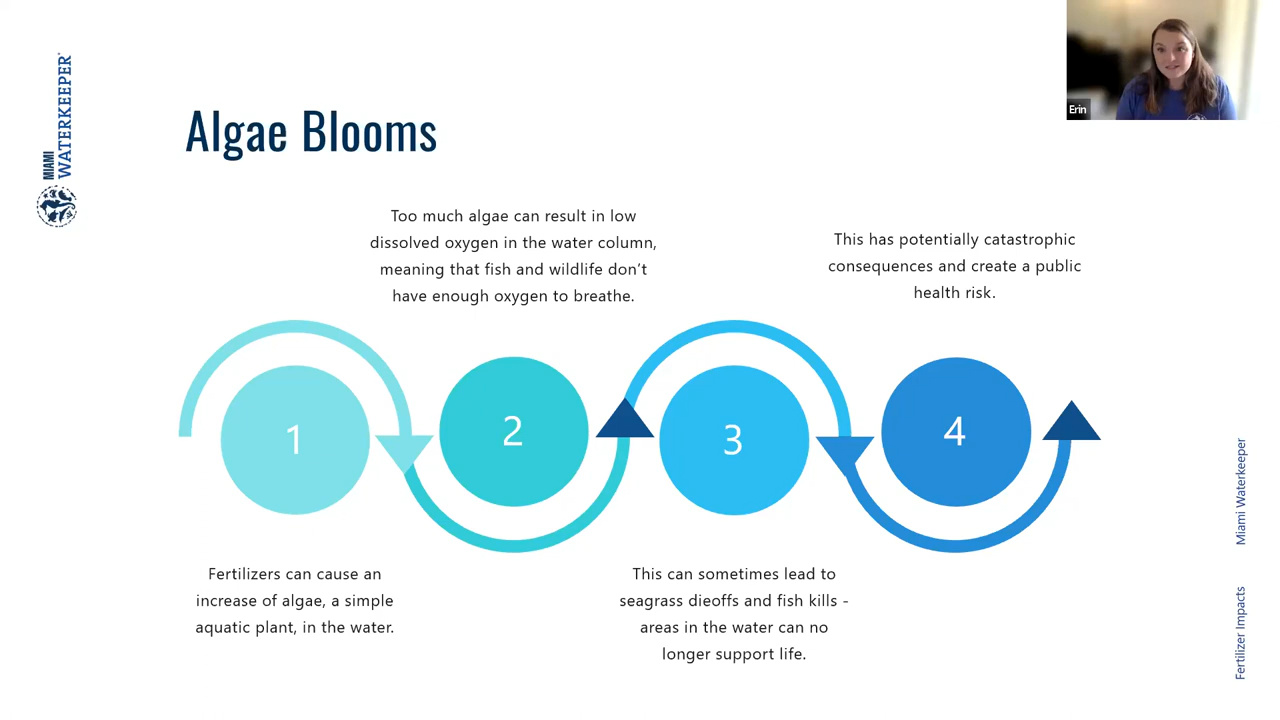 MIAMI
WATERKEEPER
Algae Blooms
Erin
Too much algae can result in low
dissolved oxygen in the water column,
meaning that fish and wildlife don't
have enough oxygen to breathe.
This has potentially catastrophic
consequences and create a public
health risk.
1
2
3
4
Fertilizers can cause an
increase of algae, a simple
aquatic plant, in the water.
This can sometimes lead to
seagrass dieoffs and fish kills -
areas in the water can no
longer support life.
Miami Waterkeeper
Fertilizer Impacts